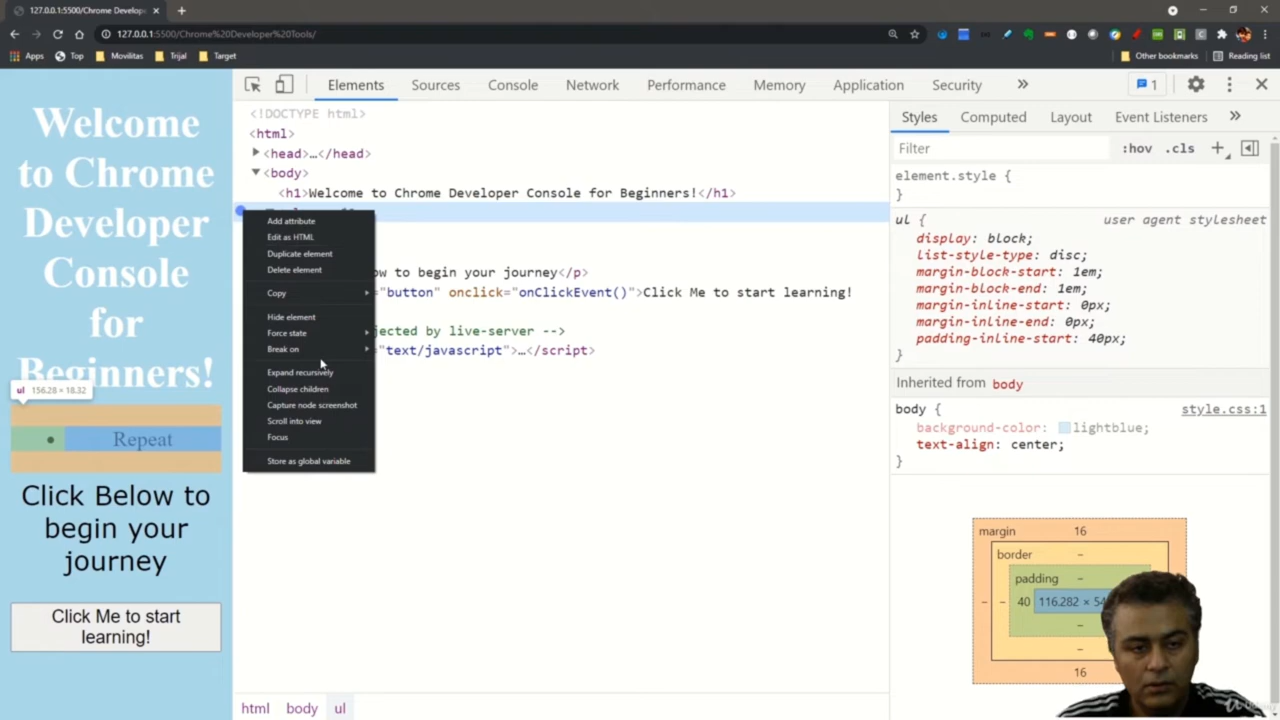 127.0.0.1:5500/Chrome Develop
127.0.0.1:5500/Chrome%20Developer%20Tools/
Apps
Top
Movilitas
Trijal
Target
Other bookmarks
Reading list
Welcome
to Chrome
Developer
Console
for
Beginners!
ul 156.28 × 18.32
Repeat
Click Below to
begin your
journey
Click Me to start
learning!
Elements
Sources
Console
Network
Performance
Memory
Application
Security
1
<!DOCTYPE html>
<html>
<head>…</head>
<body>
<h1>Welcome to Chrome Developer Console for Beginners!</h1>
ow to begin your journey</p>
="button" onclick="onClickEvent()">Click Me to start learning!
jected by live-server -->
="text/javascript">…</script>
Add attribute
Edit as HTML
Duplicate element
Delete element
Copy
Hide element
Force state
Break on
Expand recursively
Collapse children
Capture node screenshot
Scroll into view
Focus
Store as global variable
html
body
ul
Styles
Computed
Layout
Event Listeners
Filter
:hov
.cls
element.style {
}
ul {
user agent stylesheet
display: block;
list-style-type: disc;
margin-block-start: 1em;
margin-block-end: 1em;
margin-inline-start: 0px;
margin-inline-end: 0px;
padding-inline-start: 40px;
}
Inherited from body
body {
style.css:1
background-color: lightblue;
text-align: center;
}
margin
16
border
–
padding
–
–
–
40
116.282 × 54
–
–
16